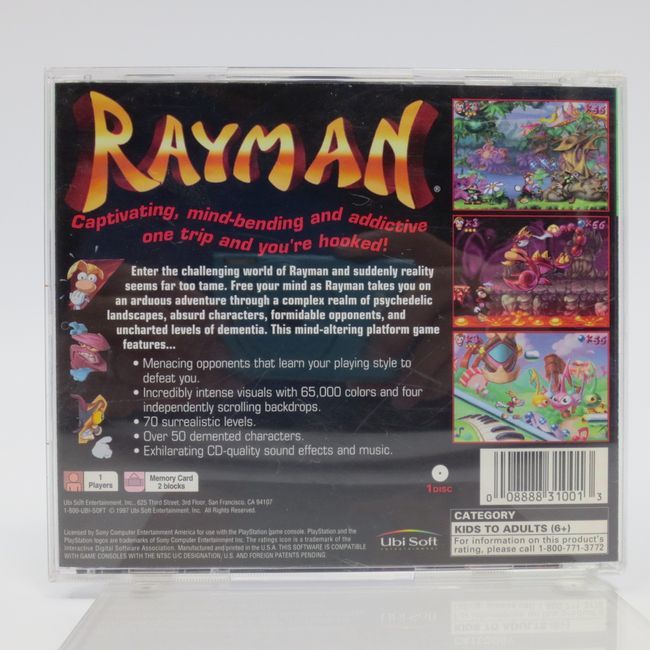 RAYMAN®
Captivating, mind-bending and addictive
one trip and you're hooked!
Enter the challenging world of Rayman and suddenly reality
seems far too tame. Free your mind as Rayman takes you on
an arduous adventure through a complex realm of psychedelic
landscapes, absurd characters, formidable opponents, and
uncharted levels of dementia. This mind-altering platform game
features...
• Menacing opponents that learn your playing style to
defeat you.
• Incredibly intense visuals with 65,000 colors and four
independently scrolling backdrops.
• 70 surrealistic levels.
• Over 50 demented characters.
• Exhilarating CD-quality sound effects and music.
1
Players
Memory Card
2 blocks
1 DISC
0 08888 31001 3
Ubi Soft Entertainment, Inc., 625 Third Street, 3rd Floor, San Francisco, CA 94107
1-800-UBI-SOFT © 1997 Ubi Soft Entertainment, Inc. All Rights Reserved.
Licensed by Sony Computer Entertainment America for use with the PlayStation game console. PlayStation and the
PlayStation logos are trademarks of Sony Computer Entertainment Inc. The ratings icon is a trademark of the
Interactive Digital Software Association. Manufactured and printed in the U.S.A. THIS SOFTWARE IS COMPATIBLE
WITH GAME CONSOLES WITH THE NTSC U/C DESIGNATION. U.S. AND FOREIGN PATENTS PENDING.
Ubi Soft
ENTERTAINMENT
CATEGORY
KIDS TO ADULTS (6+)
For information on this product's
rating, please call 1-800-771-3772